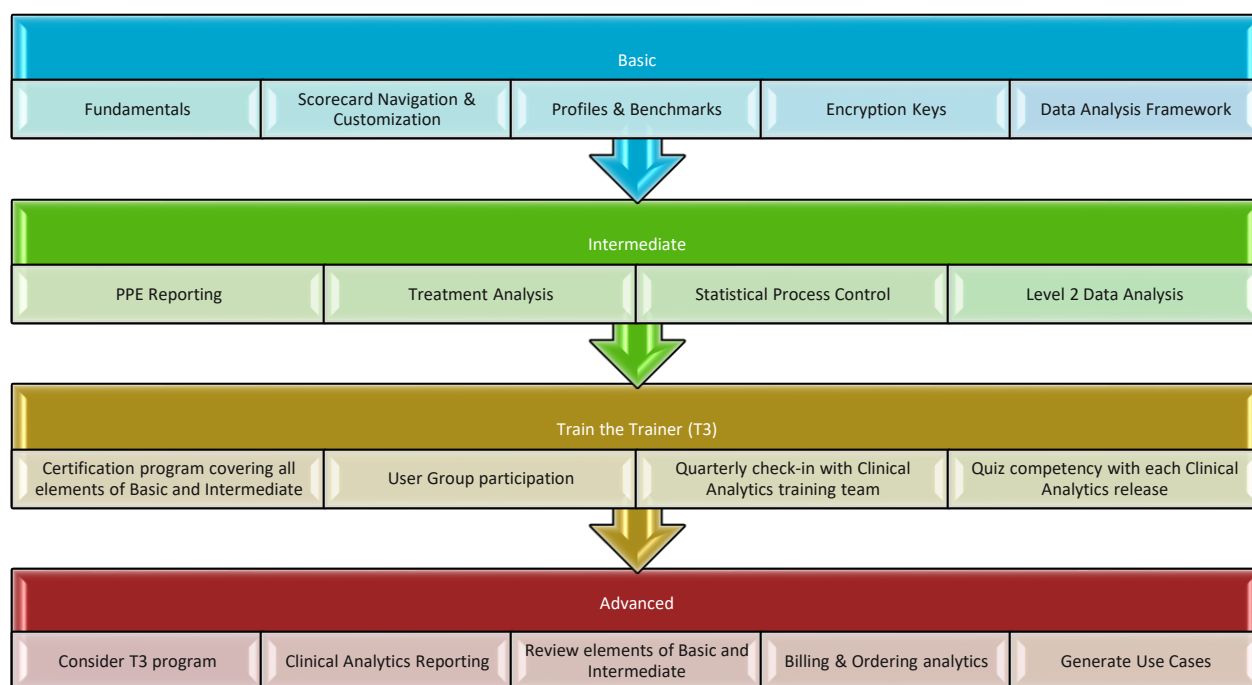 Basic
Fundamentals
Scorecard Navigation &
Customization
Profiles & Benchmarks
Encryption Keys
Data Analysis Framework
Intermediate
PPE Reporting
Treatment Analysis
Statistical Process Control
Level 2 Data Analysis
Train the Trainer (T3)
Certification program covering all
elements of Basic and Intermediate
User Group participation
Quarterly check-in with Clinical
Analytics training team
Quiz competency with each Clinical
Analytics release
Advanced
Consider T3 program
Clinical Analytics Reporting
Review elements of Basic and
Intermediate
Billing & Ordering analytics
Generate Use Cases